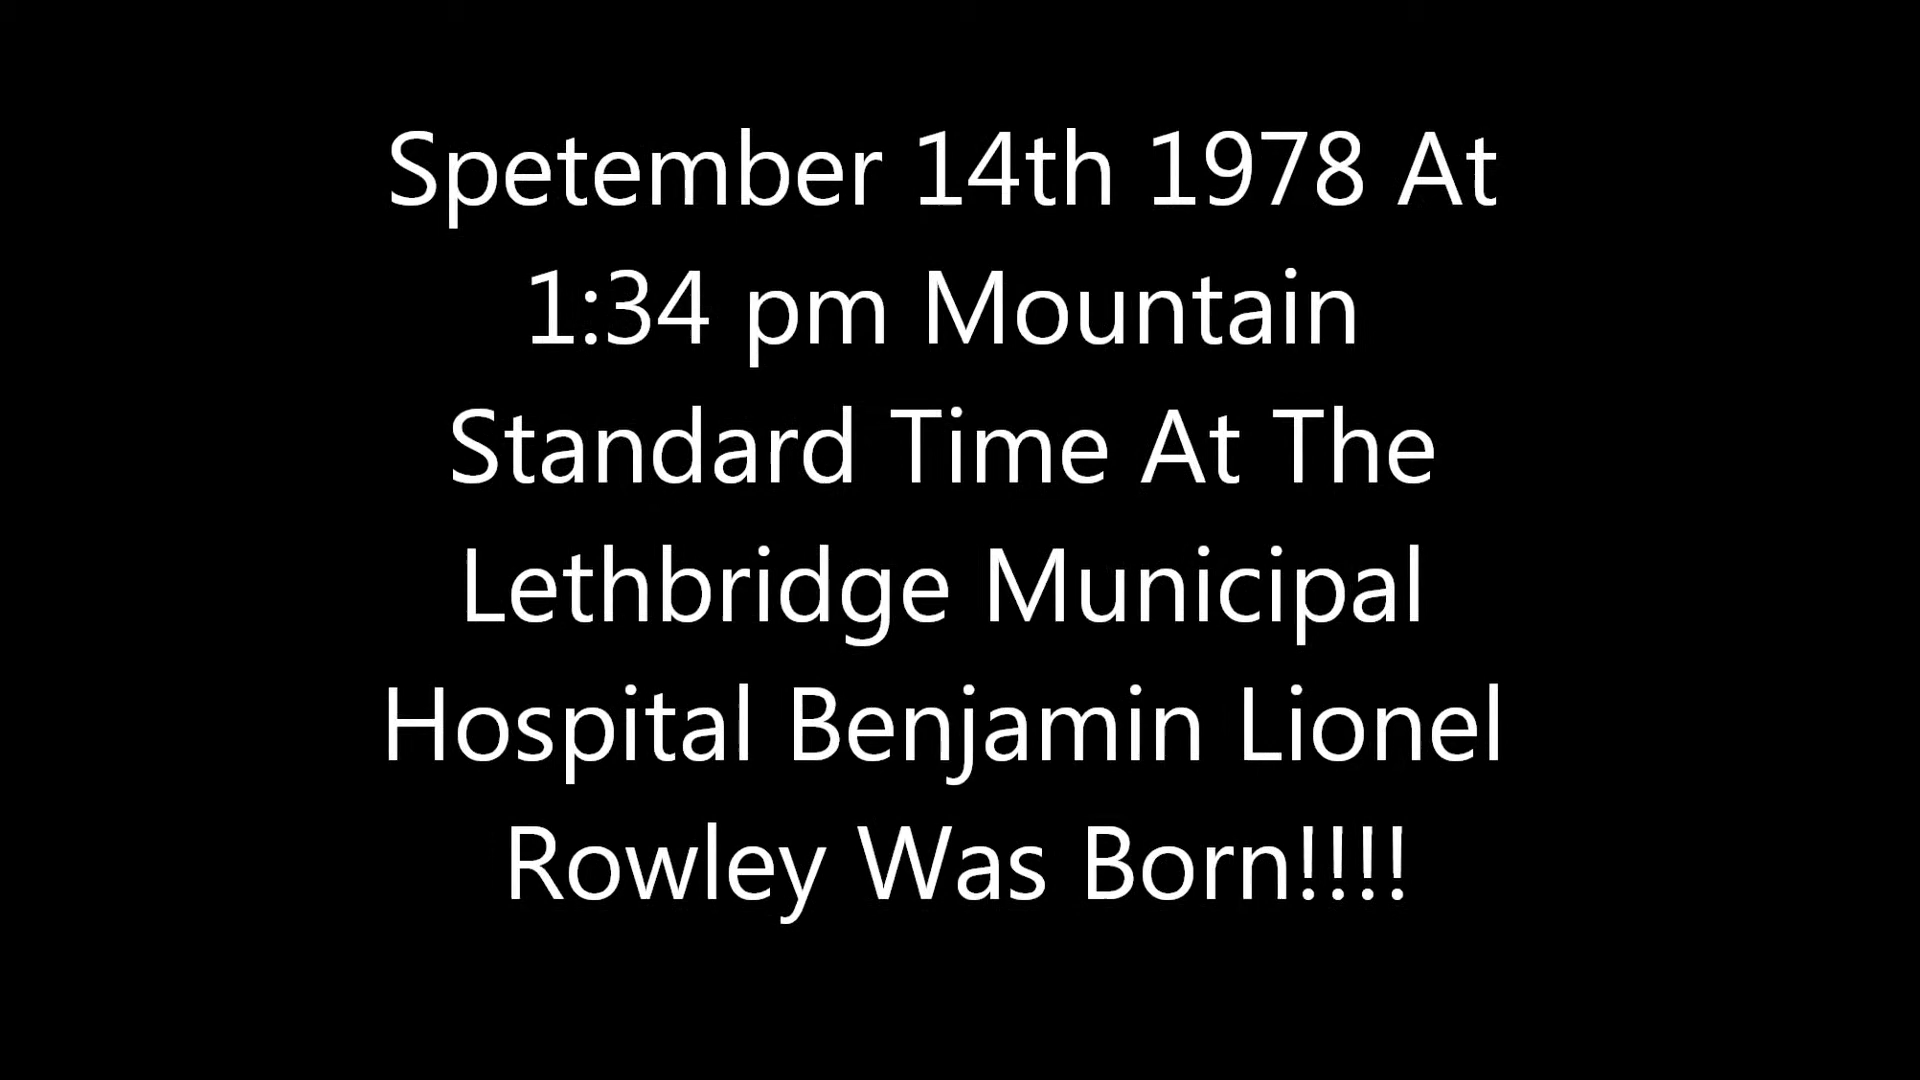 Spetember 14th 1978 At
1:34 pm Mountain
Standard Time At The
Lethbridge Municipal
Hospital Benjamin Lionel
Rowley Was Born!!!!